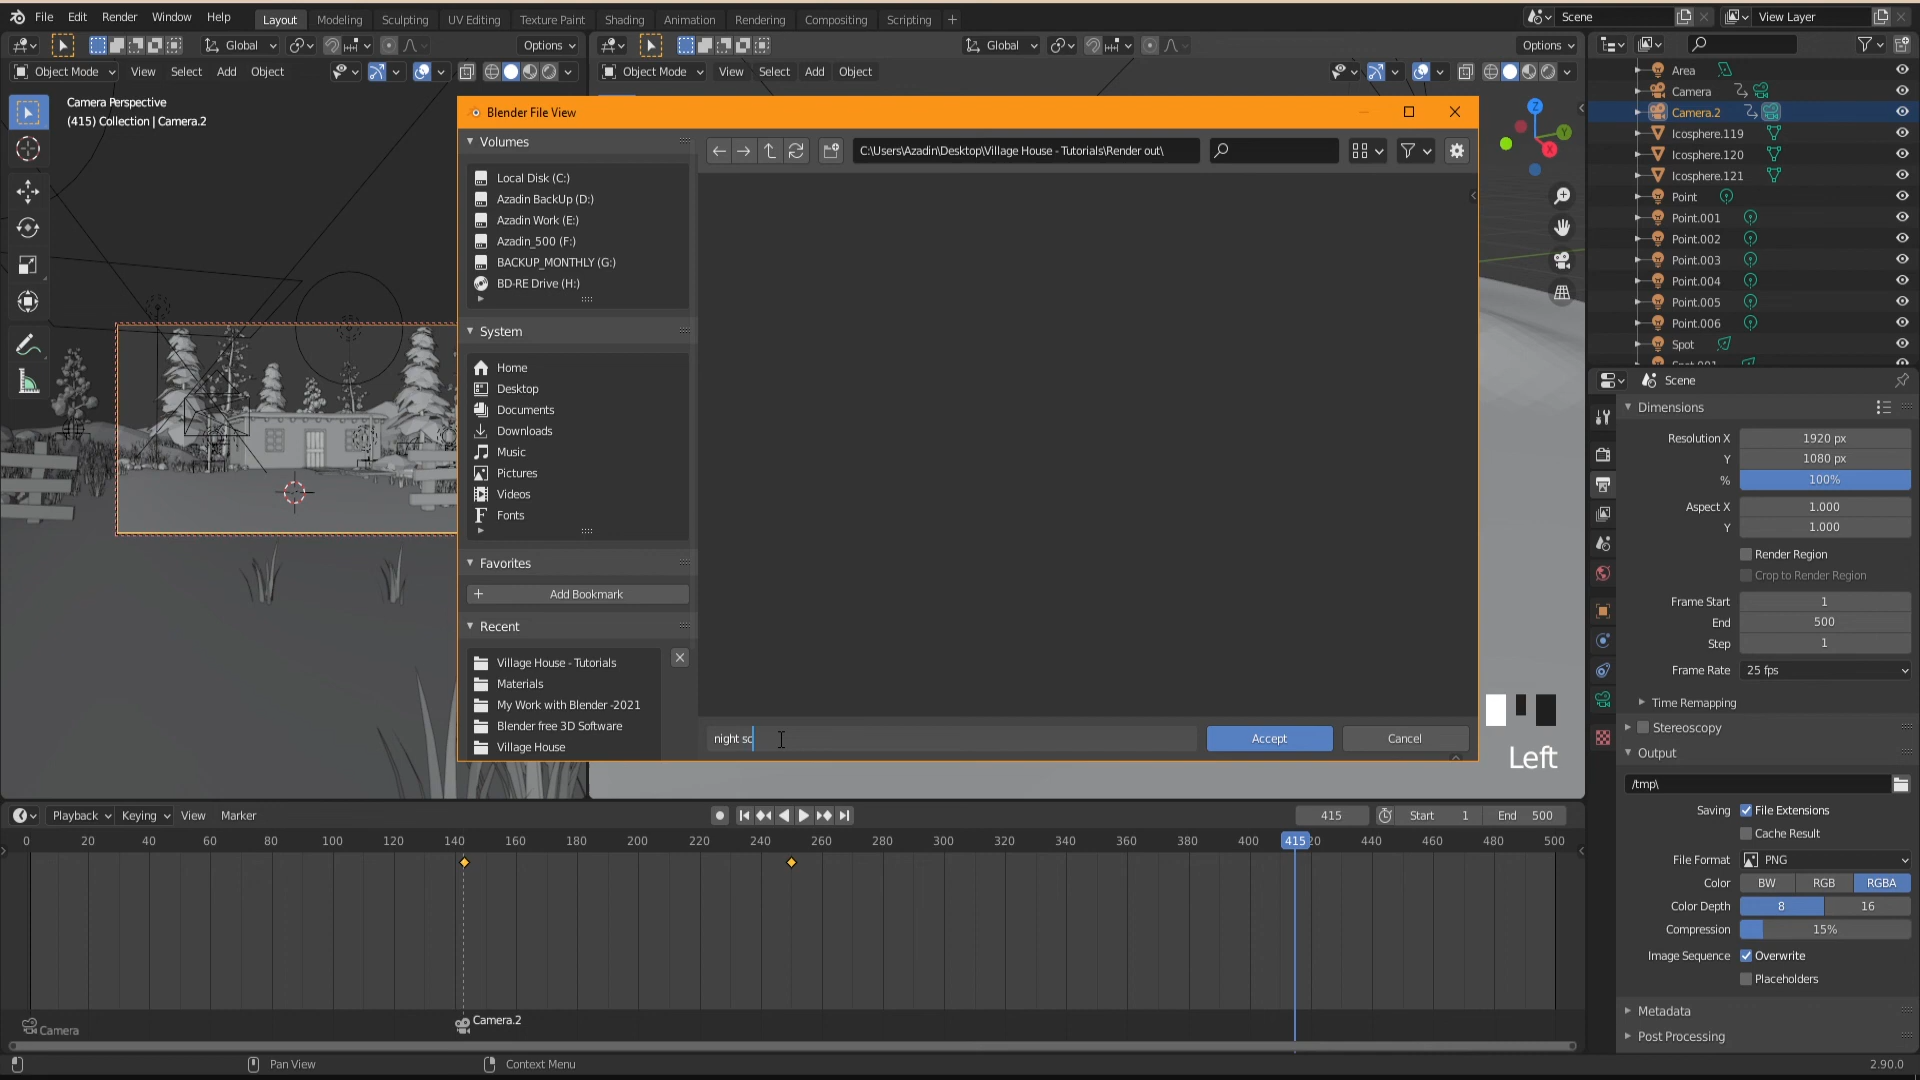 File Edit Render Window Help Layout Modeling Sculpting UV Editing Texture Paint Shading Animation Rendering Compositing Scripting + Scene View Layer
Global Options Global Options
Object Mode View Select Add Object Object Mode View Select Add Object
Camera Perspective
(415) Collection | Camera.2
Blender File View
Volumes
C:\Users\Azadin\Desktop\Village House - Tutorials\Render out\
Local Disk (C:)
Azadin BackUp (D:)
Azadin Work (E:)
Azadin_500 (F:)
BACKUP_MONTHLY (G:)
BD-RE Drive (H:)
System
Home
Desktop
Documents
Downloads
Music
Pictures
Videos
Fonts
Favorites
Add Bookmark
Recent
Village House - Tutorials
Materials
My Work with Blender -2021
Blender free 3D Software
Village House
night sc
Accept Cancel
Left
Z
Y
X
Area
Camera
Camera.2
Icosphere.119
Icosphere.120
Icosphere.121
Point
Point.001
Point.002
Point.003
Point.004
Point.005
Point.006
Spot
Scene
Dimensions
Resolution X 1920 px
Y 1080 px
% 100%
Aspect X 1.000
Y 1.000
Render Region
Crop to Render Region
Frame Start 1
End 500
Step 1
Frame Rate 25 fps
Time Remapping
Stereoscopy
Output
/tmp\
Saving File Extensions
Cache Result
File Format PNG
Color BW RGB RGBA
Color Depth 8 16
Compression 15%
Image Sequence Overwrite
Placeholders
Metadata
Post Processing
Playback Keying View Marker 415 Start 1 End 500
0 20 40 60 80 100 120 140 160 180 200 220 240 260 280 300 320 340 360 380 400 415 20 440 460 480 500
Camera Camera.2
Pan View Context Menu 2.90.0